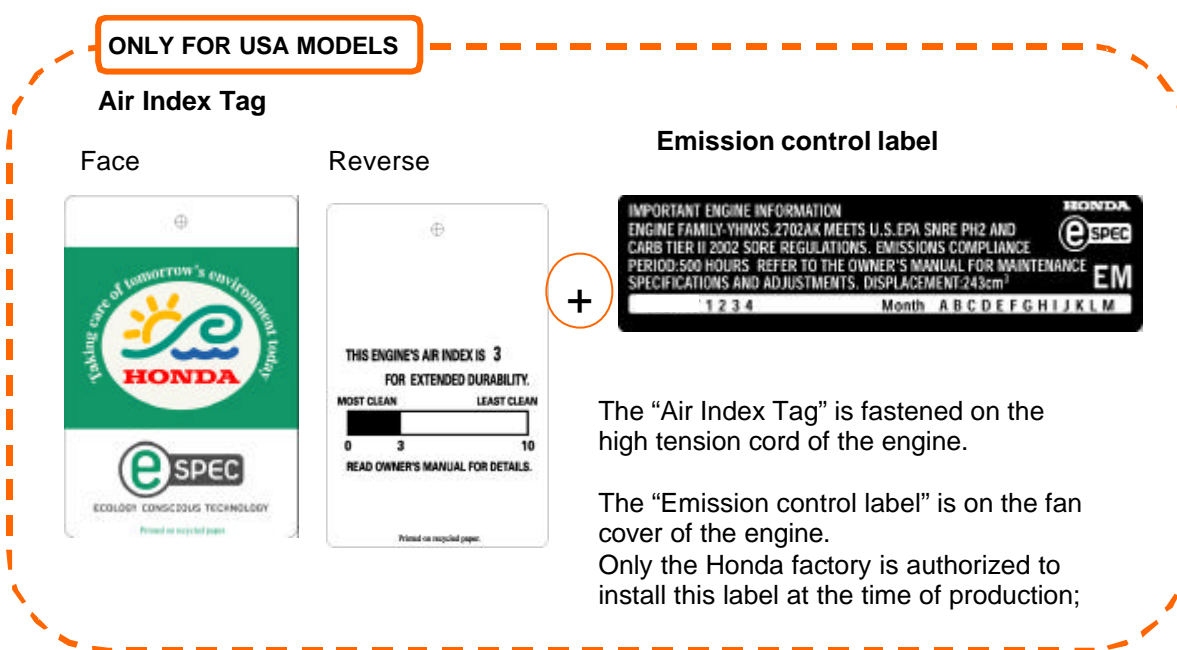 ONLY FOR USA MODELS
Air Index Tag
Face
Reverse
Taking care of tomorrow's environment today
HONDA
e SPEC
ECOLOGY CONSCIOUS TECHNOLOGY
Printed on recycled paper.
THIS ENGINE'S AIR INDEX IS 3
FOR EXTENDED DURABILITY.
MOST CLEAN LEAST CLEAN
0 3 10
READ OWNER'S MANUAL FOR DETAILS.
Printed on recycled paper.
+
Emission control label
IMPORTANT ENGINE INFORMATION
HONDA
ENGINE FAMILY-YHNXS.2702AK MEETS U.S.EPA SNRE PH2 AND
e SPEC
CARB TIER II 2002 SORE REGULATIONS. EMISSIONS COMPLIANCE
PERIOD:500 HOURS REFER TO THE OWNER'S MANUAL FOR MAINTENANCE
EM
SPECIFICATIONS AND ADJUSTMENTS. DISPLACEMENT:243cm³
1 2 3 4 Month A B C D E F G H I J K L M
The “Air Index Tag” is fastened on the
high tension cord of the engine.
The “Emission control label” is on the fan
cover of the engine.
Only the Honda factory is authorized to
install this label at the time of production;